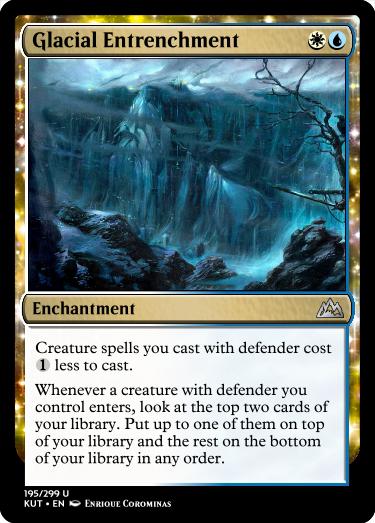 Glacial Entrenchment
Enchantment
Creature spells you cast with defender cost
1 less to cast.
Whenever a creature with defender you
control enters, look at the top two cards of
your library. Put up to one of them on top
of your library and the rest on the bottom
of your library in any order.
195/299 U
KUT • EN Enrique Corominas